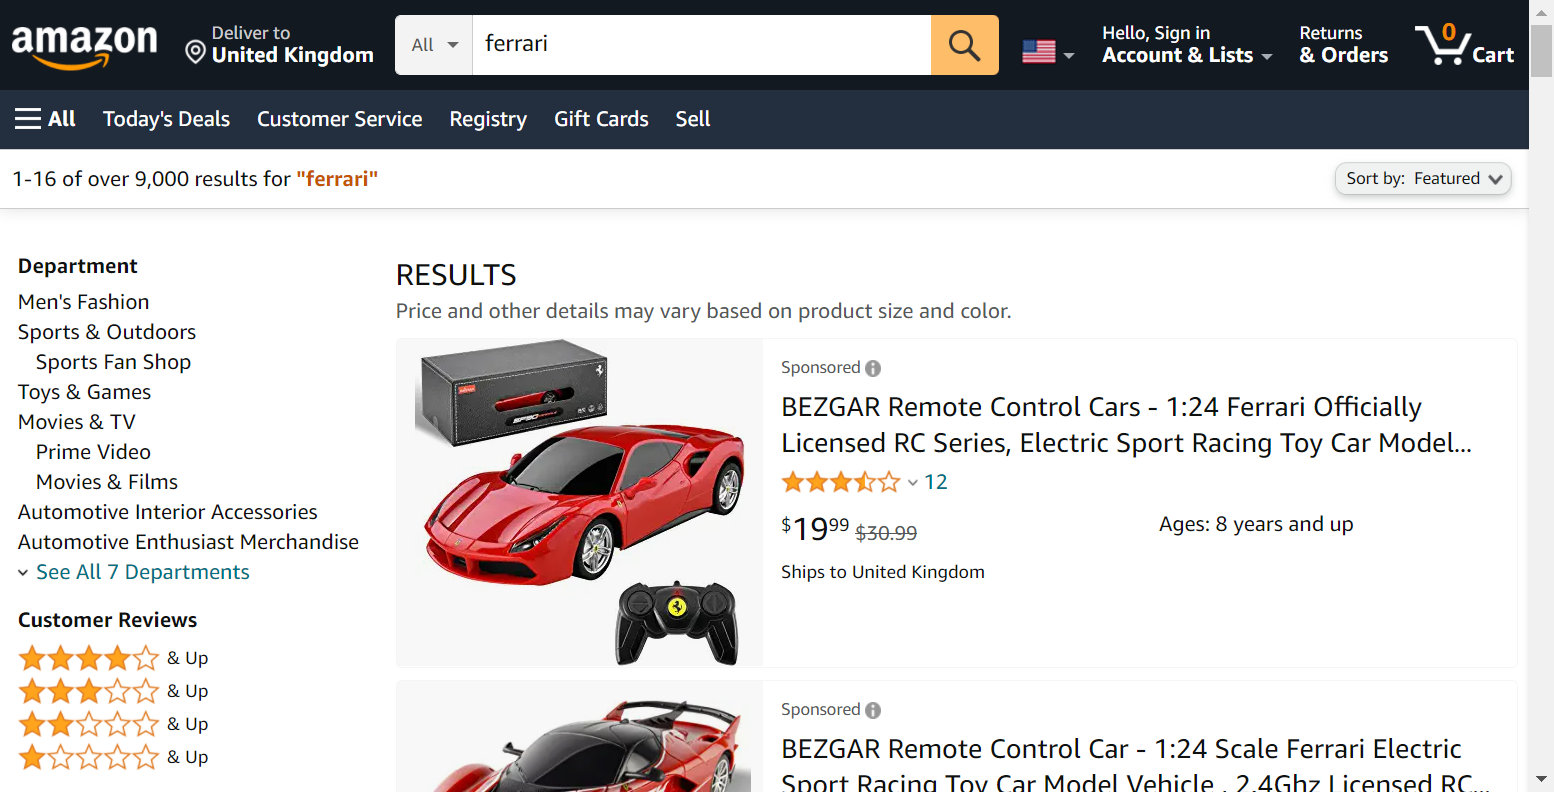 amazon
Deliver to
United Kingdom
All
ferrari
Hello, Sign in
Account & Lists
Returns
& Orders
0
Cart
All
Today's Deals
Customer Service
Registry
Gift Cards
Sell
1-16 of over 9,000 results for "ferrari"
Sort by: Featured
Department
Men's Fashion
Sports & Outdoors
Sports Fan Shop
Toys & Games
Movies & TV
Prime Video
Movies & Films
Automotive Interior Accessories
Automotive Enthusiast Merchandise
See All 7 Departments
Customer Reviews
& Up
& Up
& Up
& Up
RESULTS
Price and other details may vary based on product size and color.
Sponsored
BEZGAR Remote Control Cars - 1:24 Ferrari Officially
Licensed RC Series, Electric Sport Racing Toy Car Model...
12
$19.99 $30.99
Ages: 8 years and up
Ships to United Kingdom
Sponsored
BEZGAR Remote Control Car - 1:24 Scale Ferrari Electric
Sport Racing Toy Car Model Vehicle , 2.4Ghz Licensed RC...